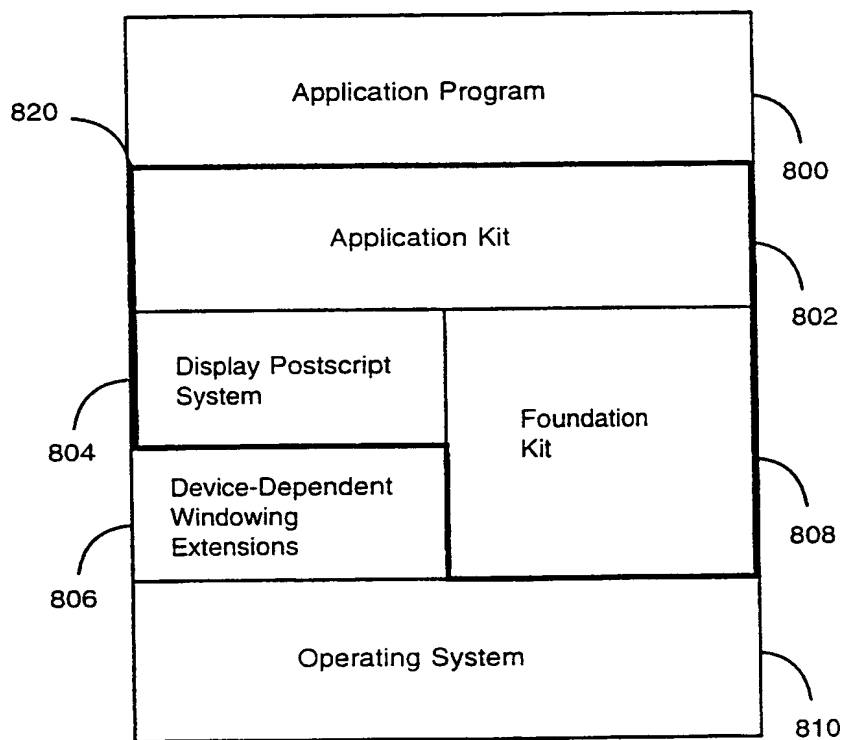 Application Program
820
800
Application Kit
802
Display Postscript
System
Foundation
Kit
804
Device-Dependent
Windowing
Extensions
808
806
Operating System
810